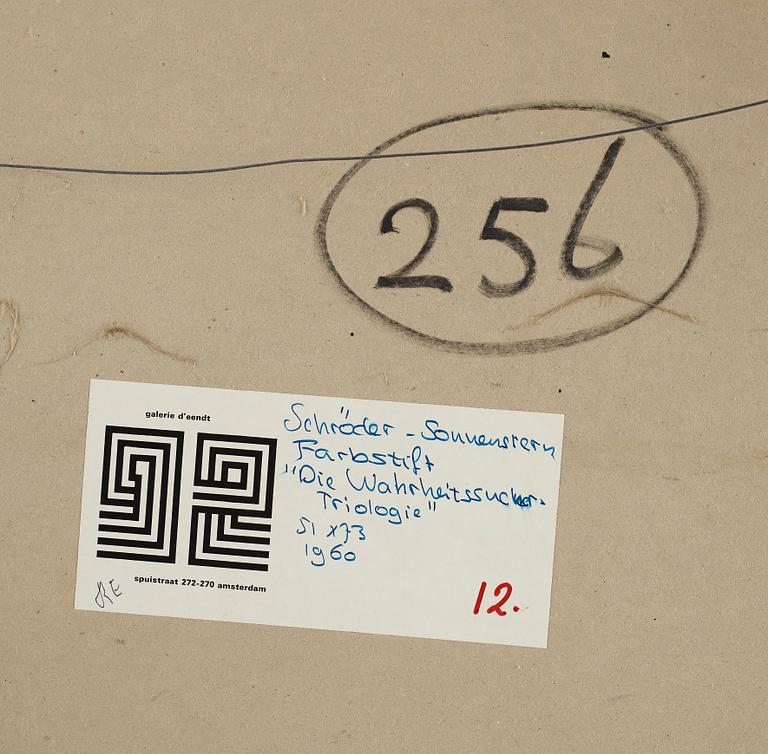 256
galerie d'eendt
Schröder - Sonnenstern
Farbstift
"Die Wahrheitssucher-
Triologie"
51 x 73
1960
spuistraat 272-270 amsterdam
12.